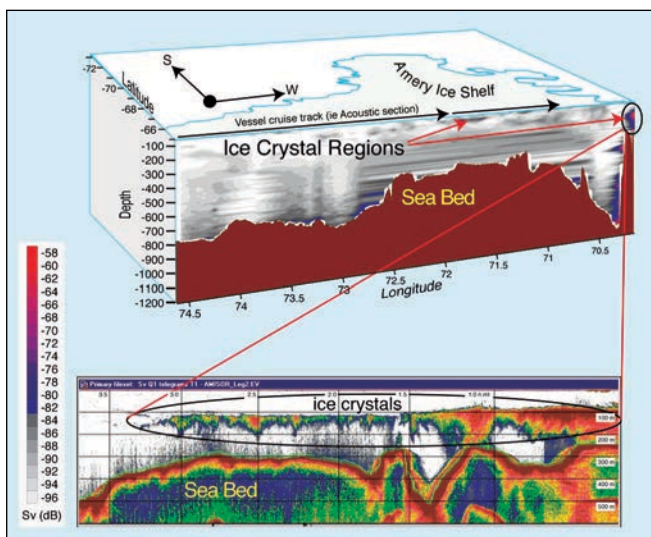 S
W
Amery Ice Shelf
Latitude
-72
-70
-68
-66
Vessel cruise track (ie Acoustic section)
Ice Crystal Regions
Depth
-100
-200
-300
-400
-500
-600
-700
-800
-900
-1000
-1100
-1200
Sea Bed
74.5
74
73.5
73
72.5
72
71.5
71
70.5
Longitude
-58
-60
-62
-64
-66
-68
-70
-72
-74
-76
-78
-80
-82
-84
-86
-88
-90
-92
-94
-96
Sv (dB)
ice crystals
100 m
200 m
300 m
400 m
500 m
Sea Bed